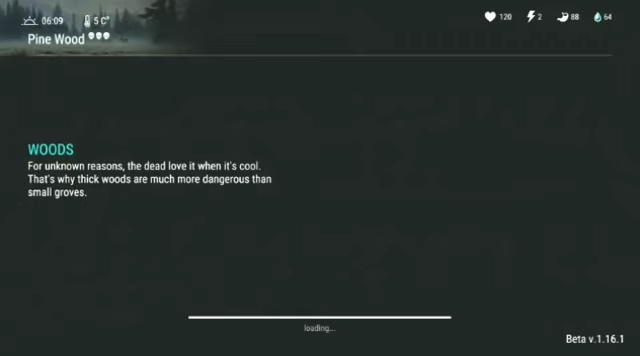 06:09 5 C° 120 2 88 64
Pine Wood
WOODS
For unknown reasons, the dead love it when it's cool.
That's why thick woods are much more dangerous than
small groves.
loading...
Beta v.1.16.1